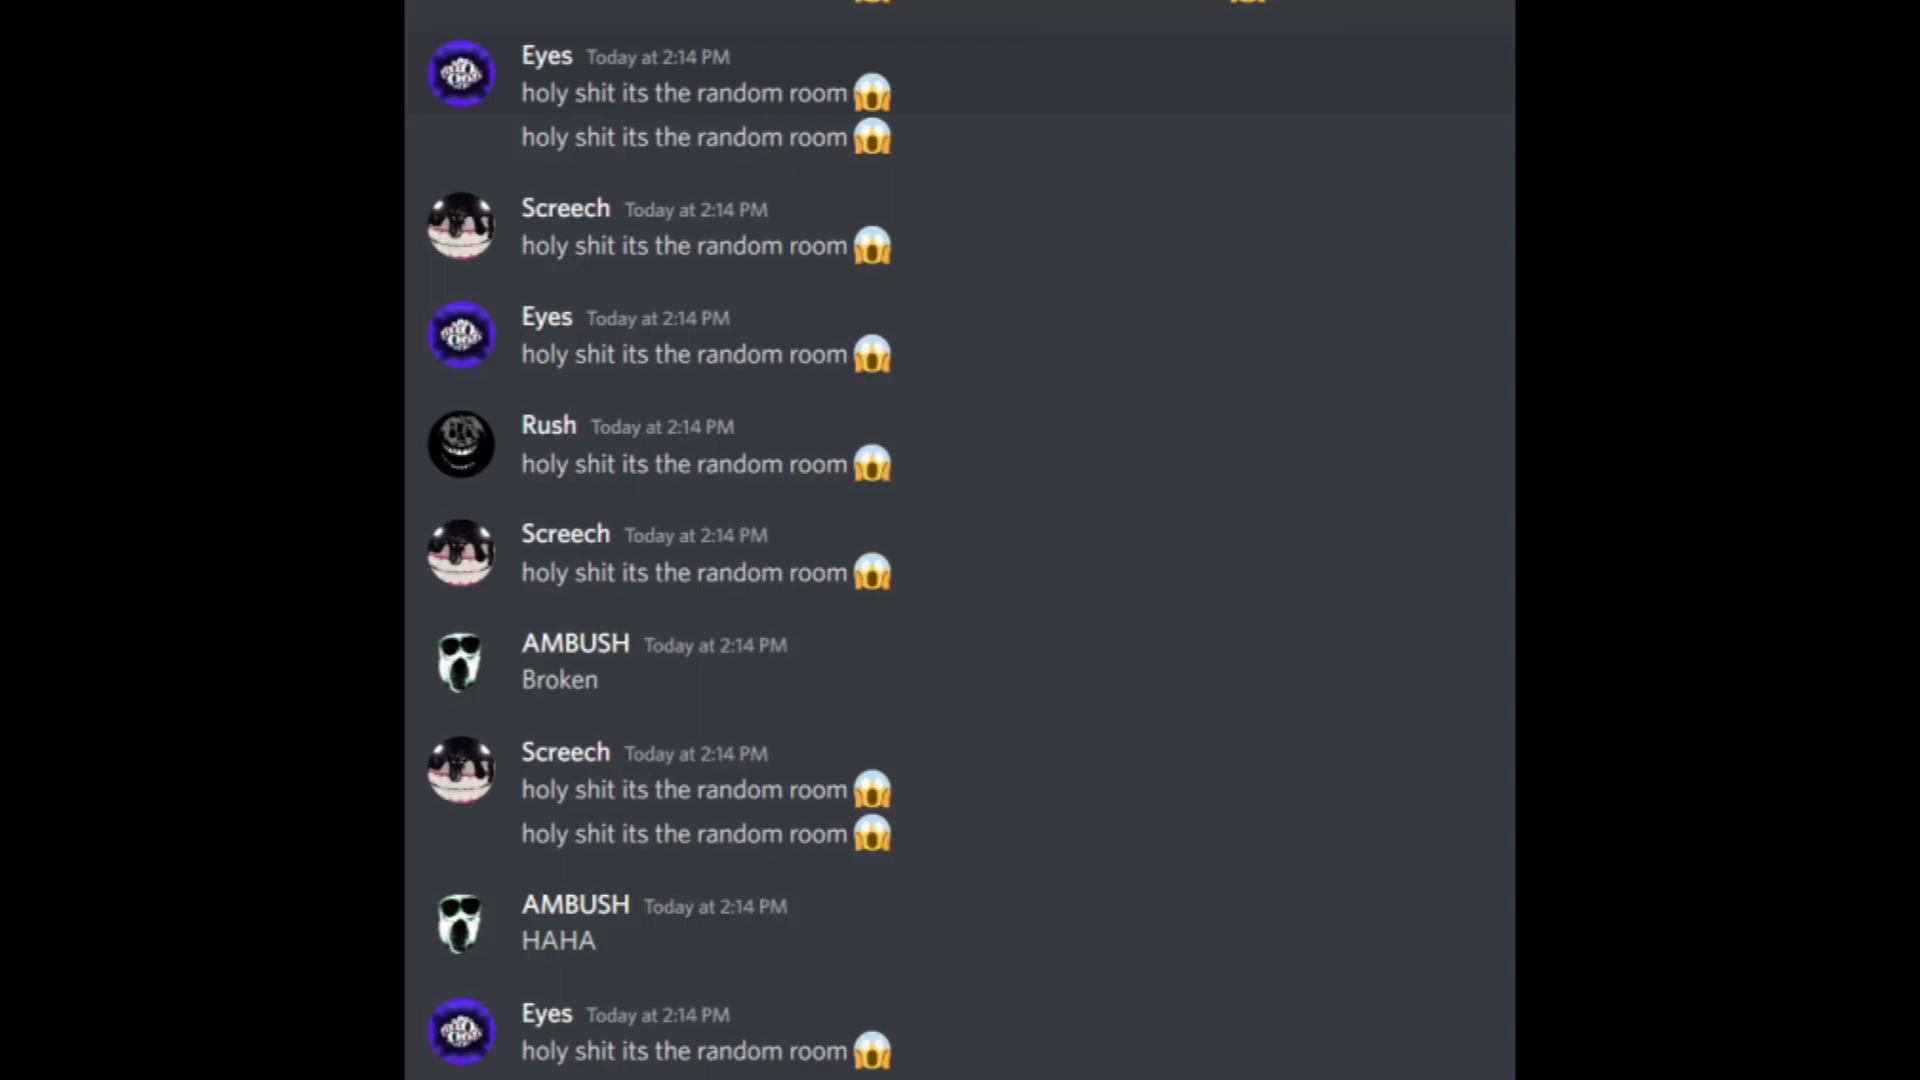 Eyes Today at 2:14 PM
holy shit its the random room 😱
holy shit its the random room 😱
Screech Today at 2:14 PM
holy shit its the random room 😱
Eyes Today at 2:14 PM
holy shit its the random room 😱
Rush Today at 2:14 PM
holy shit its the random room 😱
Screech Today at 2:14 PM
holy shit its the random room 😱
AMBUSH Today at 2:14 PM
Broken
Screech Today at 2:14 PM
holy shit its the random room 😱
holy shit its the random room 😱
AMBUSH Today at 2:14 PM
HAHA
Eyes Today at 2:14 PM
holy shit its the random room 😱